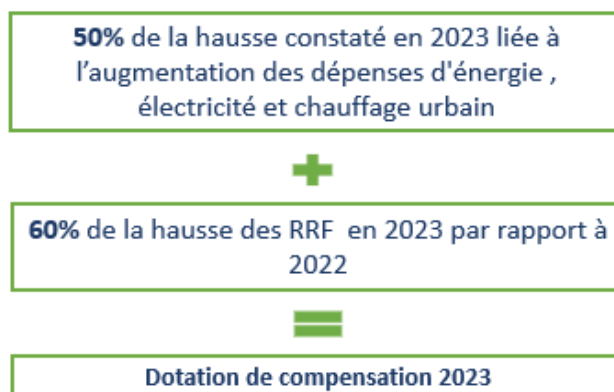 50% de la hausse constaté en 2023 liée à
l'augmentation des dépenses d'énergie ,
électricité et chauffage urbain
+
60% de la hausse des RRF en 2023 par rapport à
2022
=
Dotation de compensation 2023